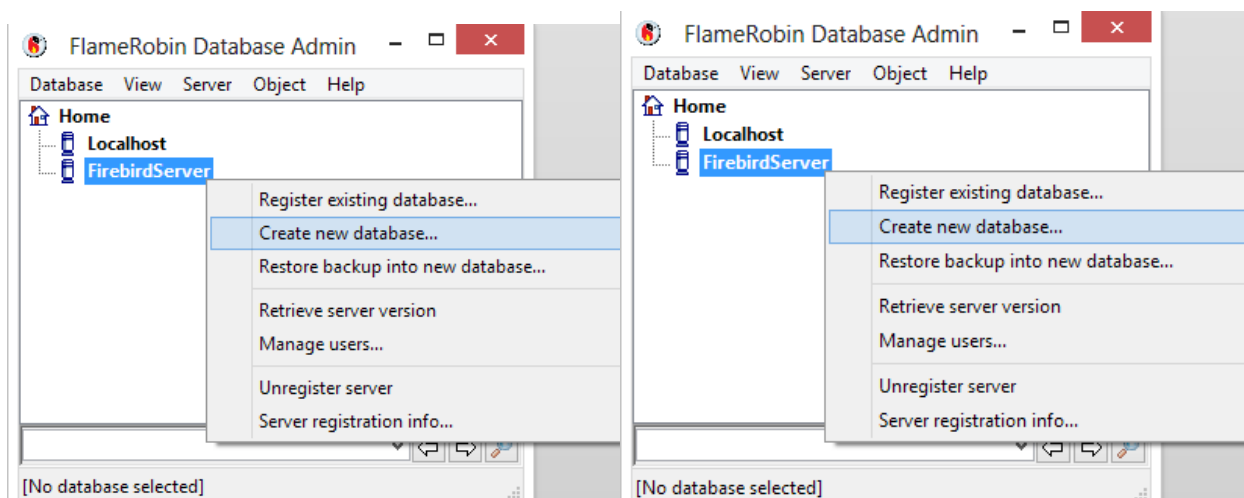 FlameRobin Database Admin
Database View Server Object Help
Home
Localhost
FirebirdServer
Register existing database...
Create new database...
Restore backup into new database...
Retrieve server version
Manage users...
Unregister server
Server registration info...
[No database selected]
FlameRobin Database Admin
Database View Server Object Help
Home
Localhost
FirebirdServer
Register existing database...
Create new database...
Restore backup into new database...
Retrieve server version
Manage users...
Unregister server
Server registration info...
[No database selected]